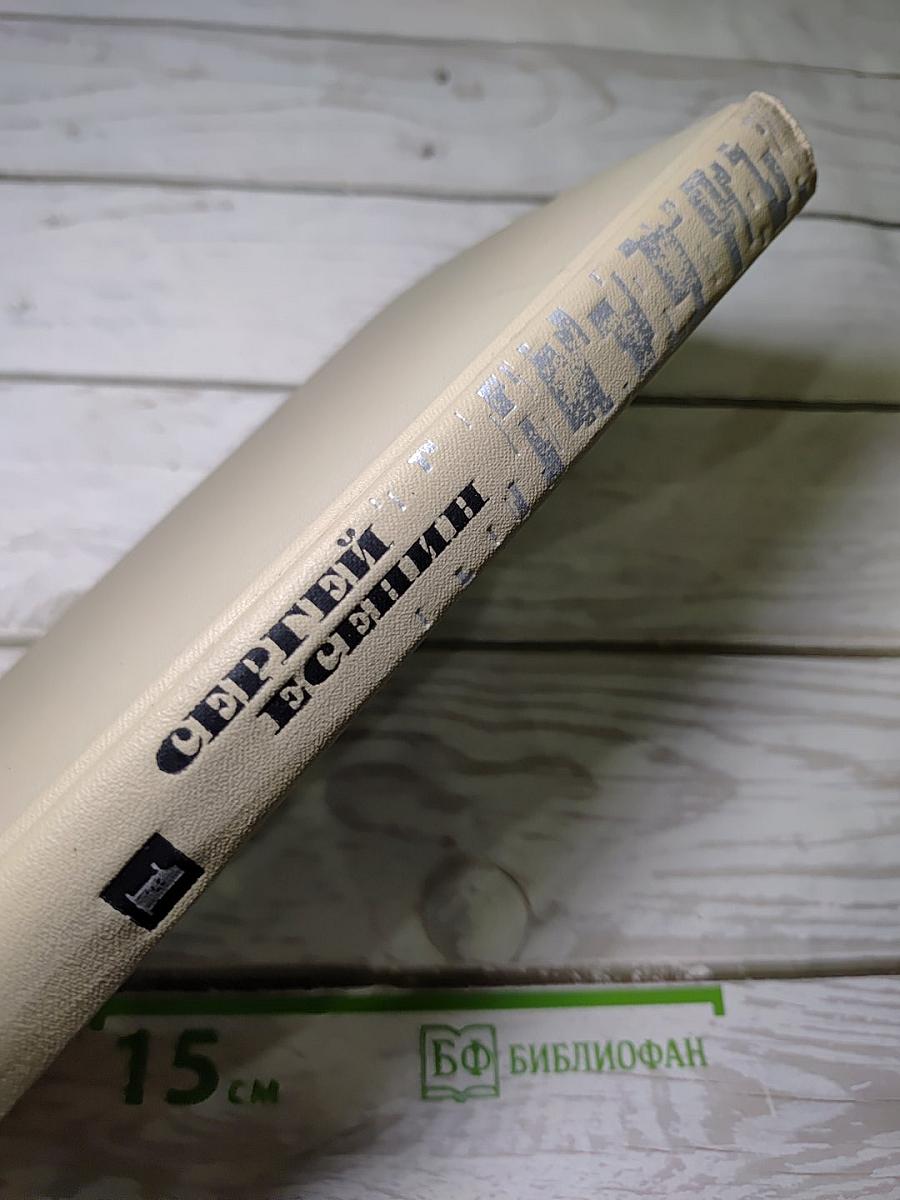 СЕРГЕЙ
ЕСЕНИН
1
15 см
БФ БИБЛИОФАН